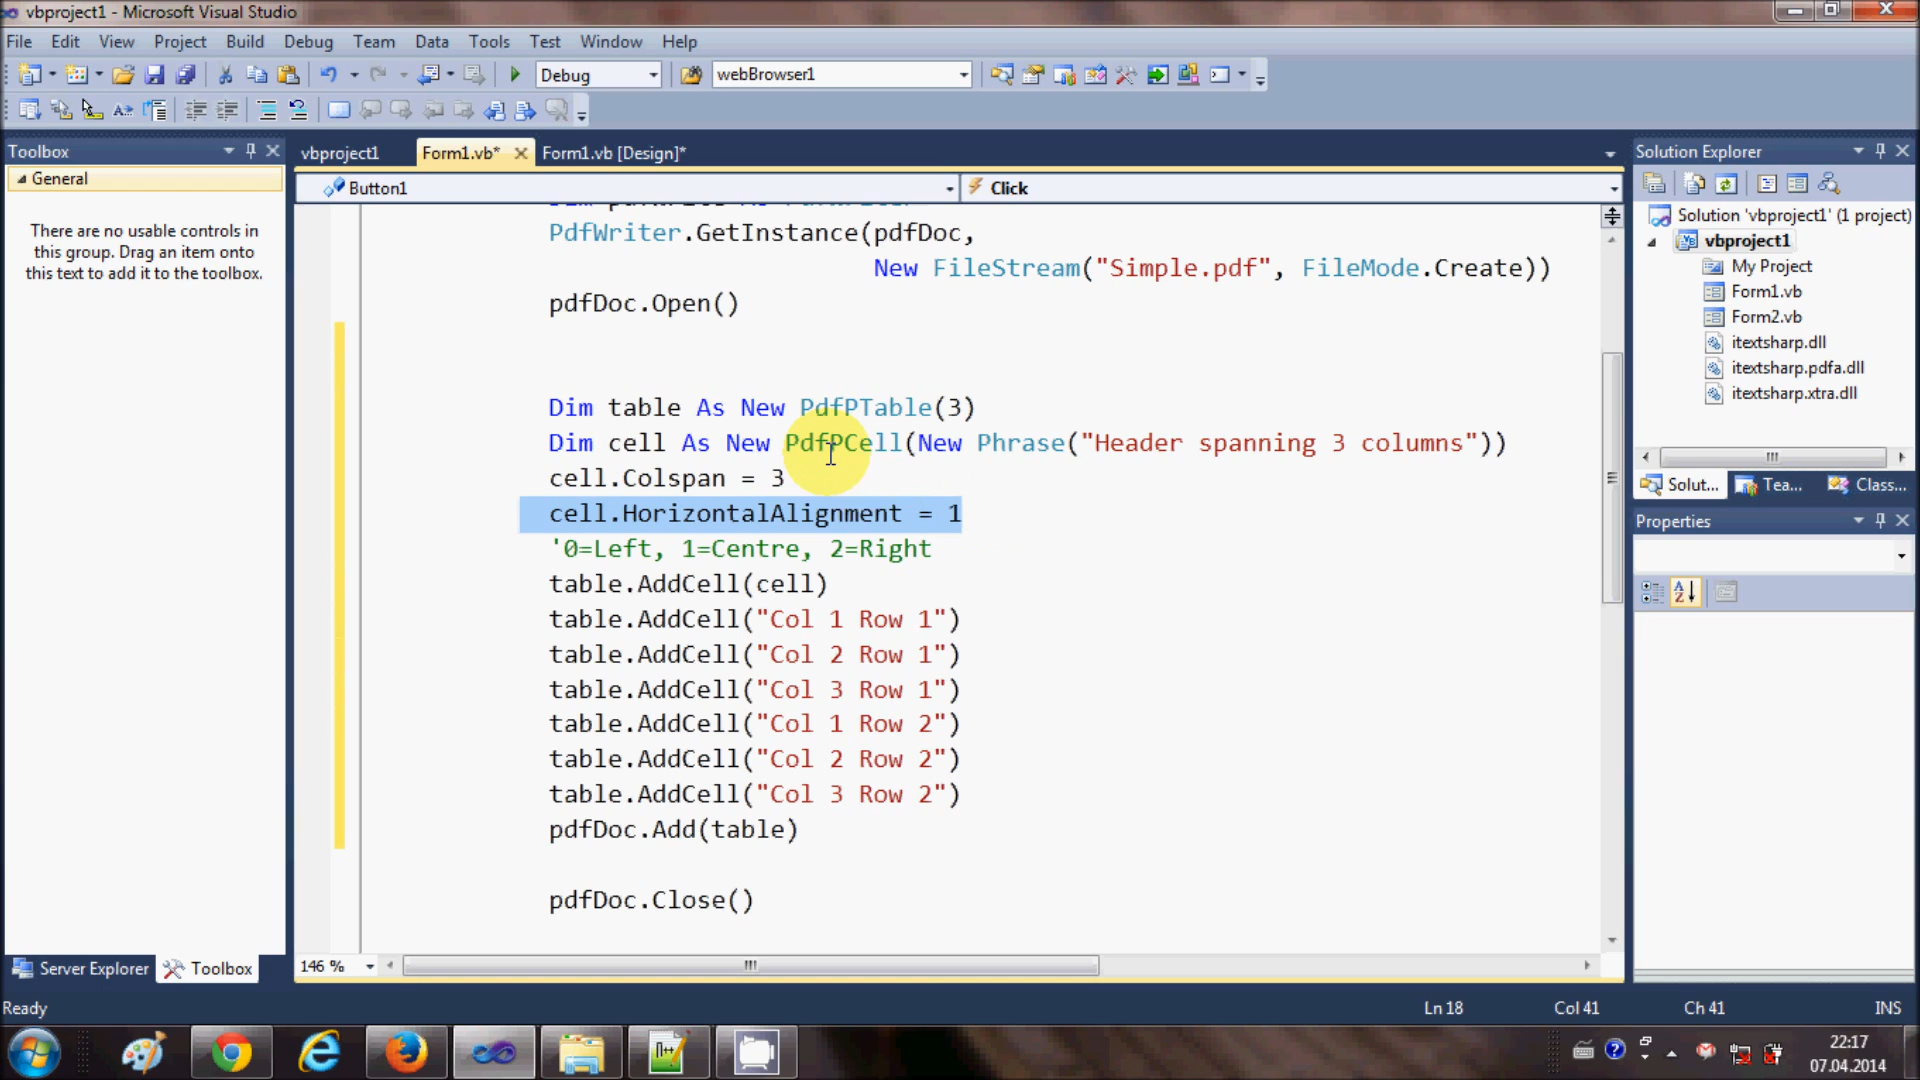 vbproject1 - Microsoft Visual Studio
File Edit View Project Build Debug Team Data Tools Test Window Help
Debug
webBrowser1
Toolbox
General
There are no usable controls in
this group. Drag an item onto
this text to add it to the toolbox.
Server Explorer
Toolbox
vbproject1
Form1.vb*
Form1.vb [Design]*
Button1
Click
PdfWriter.GetInstance(pdfDoc,
New FileStream("Simple.pdf", FileMode.Create))
pdfDoc.Open()
Dim table As New PdfPTable(3)
Dim cell As New PdfPCell(New Phrase("Header spanning 3 columns"))
cell.Colspan = 3
cell.HorizontalAlignment = 1
'0=Left, 1=Centre, 2=Right
table.AddCell(cell)
table.AddCell("Col 1 Row 1")
table.AddCell("Col 2 Row 1")
table.AddCell("Col 3 Row 1")
table.AddCell("Col 1 Row 2")
table.AddCell("Col 2 Row 2")
table.AddCell("Col 3 Row 2")
pdfDoc.Add(table)
pdfDoc.Close()
146 %
Solution Explorer
Solution 'vbproject1' (1 project)
vbproject1
My Project
Form1.vb
Form2.vb
itextsharp.dll
itextsharp.pdfa.dll
itextsharp.xtra.dll
Solut...
Tea...
Class...
Properties
Ready
Ln 18
Col 41
Ch 41
INS
22:17
07.04.2014